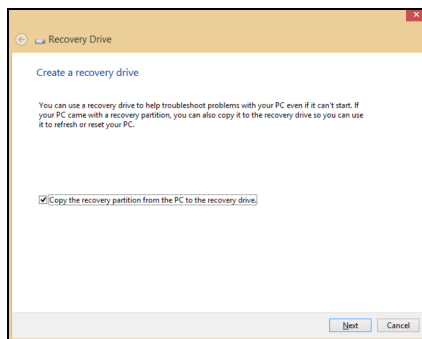 Recovery Drive
Create a recovery drive
You can use a recovery drive to help troubleshoot problems with your PC even if it can't start. If
your PC came with a recovery partition, you can also copy it to the recovery drive so you can use
it to refresh or reset your PC.
Copy the recovery partition from the PC to the recovery drive.
Next Cancel